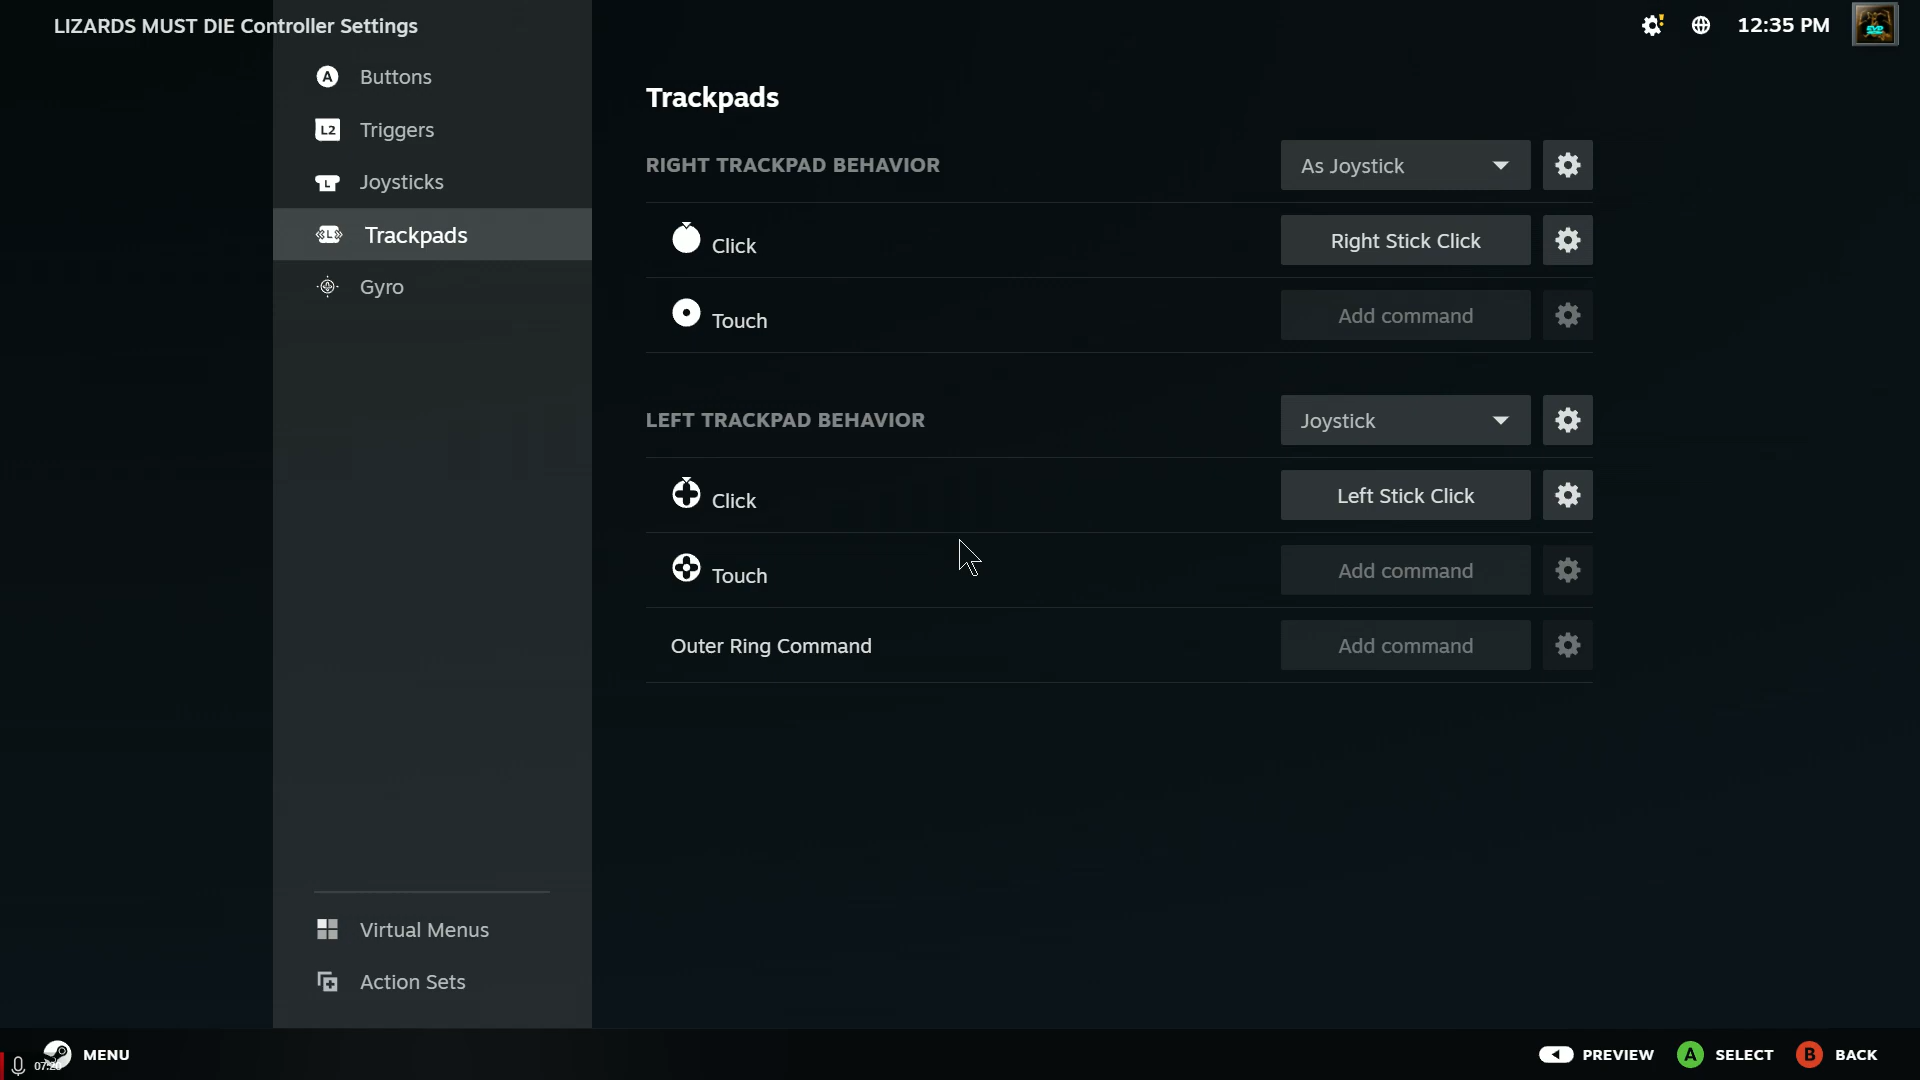 LIZARDS MUST DIE Controller Settings
12:35 PM
A Buttons
L2 Triggers
L Joysticks
L Trackpads
Gyro
Trackpads
RIGHT TRACKPAD BEHAVIOR
As Joystick
Click
Right Stick Click
Touch
Add command
LEFT TRACKPAD BEHAVIOR
Joystick
Click
Left Stick Click
Touch
Add command
Outer Ring Command
Add command
Virtual Menus
Action Sets
MENU
PREVIEW
A SELECT
B BACK